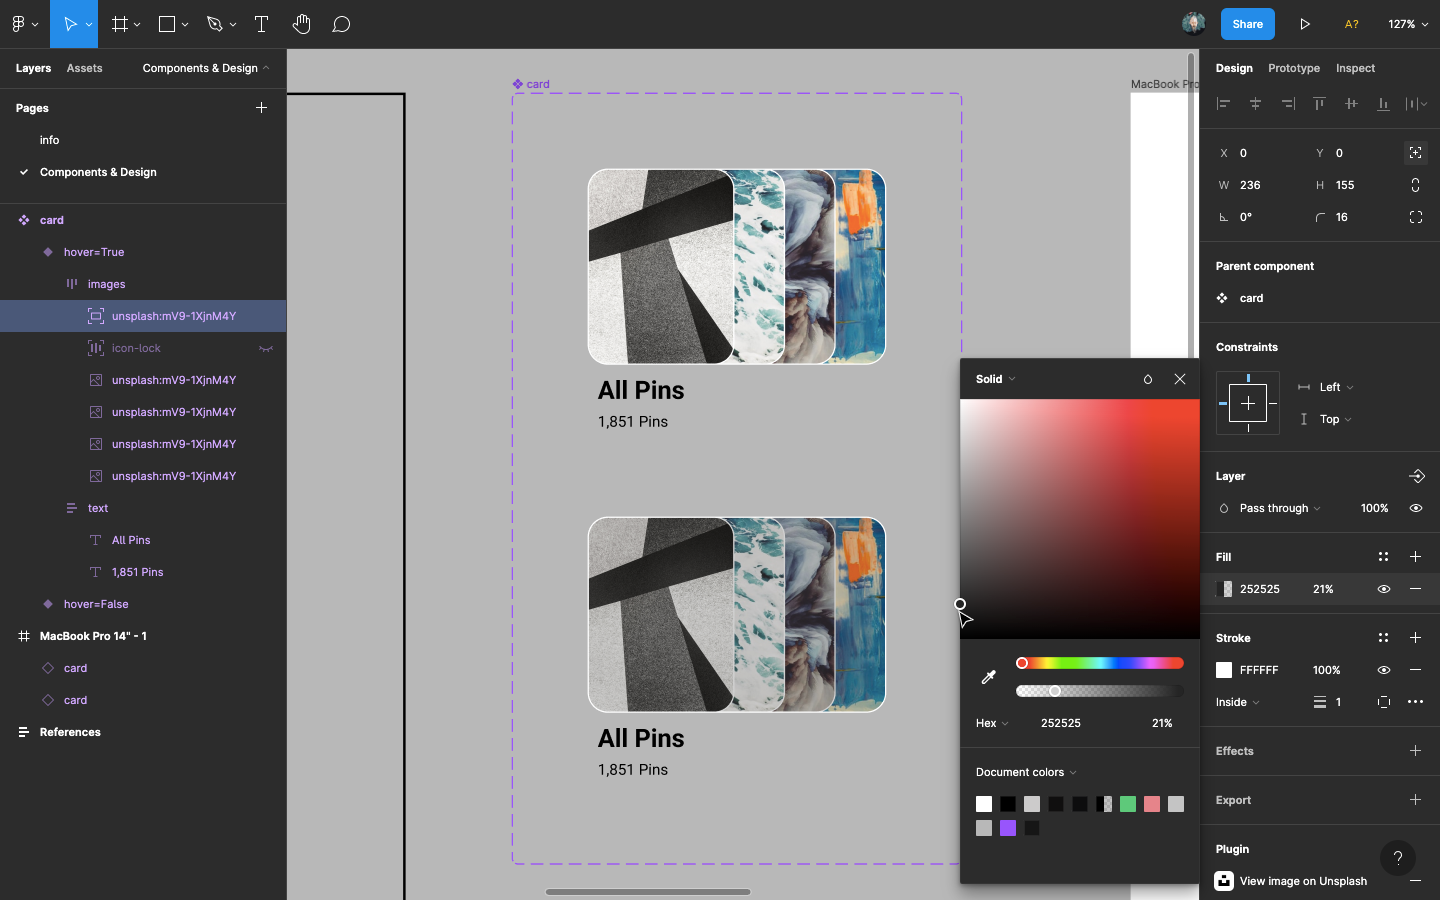 Share
A?
127%
Layers
Assets
Components & Design
Pages
info
Components & Design
card
hover=True
images
unsplash:mV9-1XjnM4Y
icon-lock
unsplash:mV9-1XjnM4Y
unsplash:mV9-1XjnM4Y
unsplash:mV9-1XjnM4Y
unsplash:mV9-1XjnM4Y
text
All Pins
1,851 Pins
hover=False
MacBook Pro 14" - 1
card
card
References
card
MacBook Pro
All Pins
1,851 Pins
All Pins
1,851 Pins
Solid
Hex
252525
21%
Document colors
Design
Prototype
Inspect
X 0
Y 0
W 236
H 155
0°
16
Parent component
card
Constraints
Left
Top
Layer
Pass through
100%
Fill
252525
21%
Stroke
FFFFFF
100%
Inside
1
Effects
Export
Plugin
?
View image on Unsplash